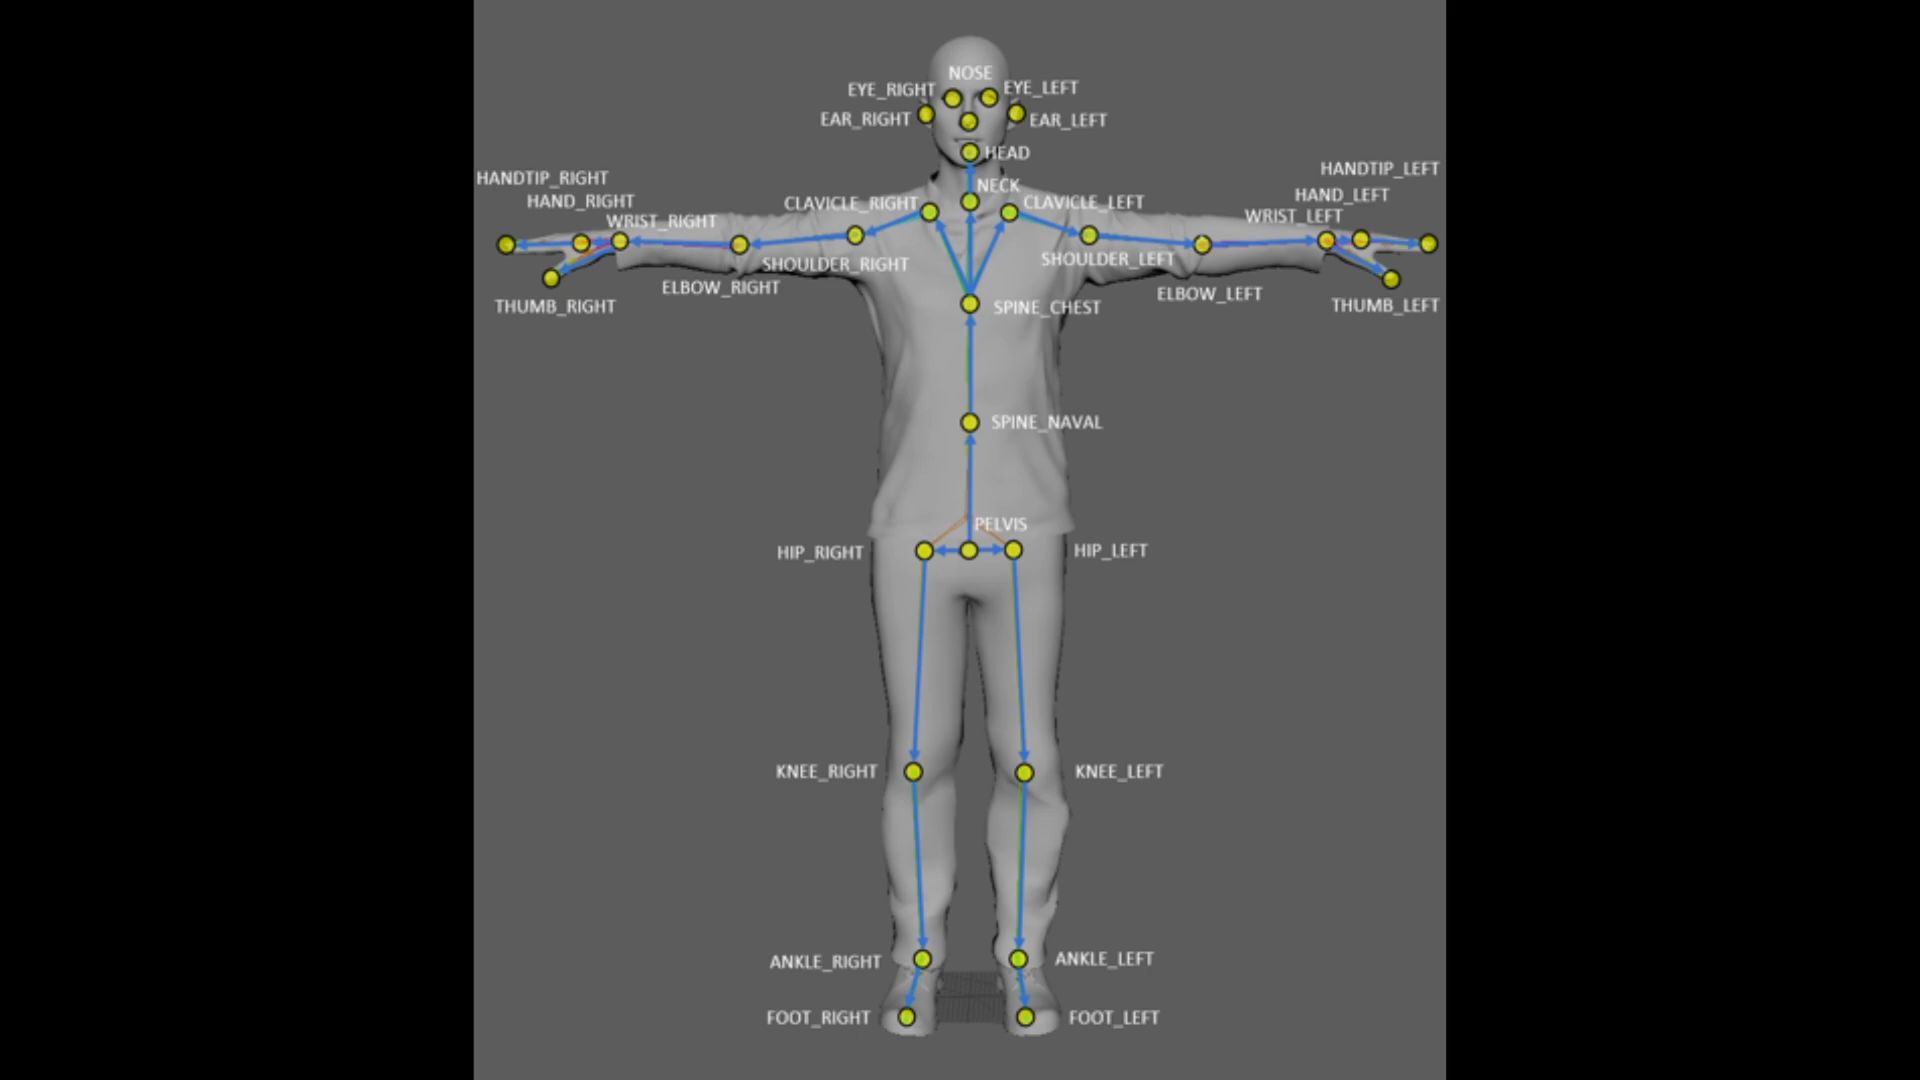 NOSE
EYE_RIGHT
EYE_LEFT
EAR_RIGHT
EAR_LEFT
HEAD
HANDTIP_LEFT
HANDTIP_RIGHT
NECK
HAND_LEFT
HAND_RIGHT
CLAVICLE_RIGHT
CLAVICLE_LEFT
WRIST_LEFT
WRIST_RIGHT
SHOULDER_LEFT
SHOULDER_RIGHT
ELBOW_RIGHT
ELBOW_LEFT
THUMB_RIGHT
SPINE_CHEST
THUMB_LEFT
SPINE_NAVAL
PELVIS
HIP_RIGHT
HIP_LEFT
KNEE_RIGHT
KNEE_LEFT
ANKLE_RIGHT
ANKLE_LEFT
FOOT_RIGHT
FOOT_LEFT